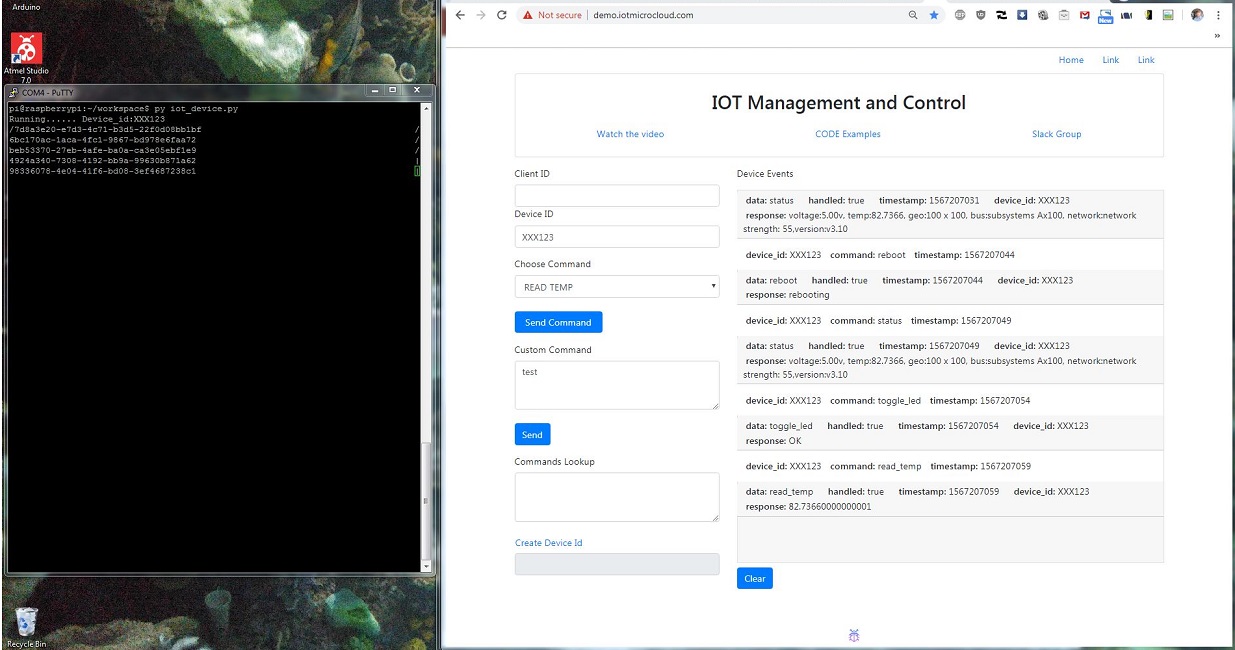 Arduino
Atmel Studio
7.0
COM4 - PuTTY
pi@raspberrypi:~/workspace$ py iot_device.py
Running...... Device_id:XXX123
/7d8a3e20-e7d3-4c71-b3d5-22f0d08bb1bf /
6bc170ac-1aca-4fc1-9867-bd978e6faa72 /
beb53370-27eb-4afe-ba0a-ca3e05ebf1e9 /
4924a340-7308-4192-bb9a-99630b871a62 |
98336078-4e04-41f6-bd08-3ef4687238c1
Recycle Bin
Not secure | demo.iotmicrocloud.com
New
»
Home Link Link
IOT Management and Control
Watch the video CODE Examples Slack Group
Client ID
Device ID
XXX123
Choose Command
READ TEMP
Send Command
Custom Command
test
Send
Commands Lookup
Create Device Id
Device Events
data: status handled: true timestamp: 1567207031 device_id: XXX123
response: voltage:5.00v, temp:82.7366, geo:100 x 100, bus:subsystems Ax100, network:network
strength: 55,version:v3.10
device_id: XXX123 command: reboot timestamp: 1567207044
data: reboot handled: true timestamp: 1567207044 device_id: XXX123
response: rebooting
device_id: XXX123 command: status timestamp: 1567207049
data: status handled: true timestamp: 1567207049 device_id: XXX123
response: voltage:5.00v, temp:82.7366, geo:100 x 100, bus:subsystems Ax100, network:network
strength: 55,version:v3.10
device_id: XXX123 command: toggle_led timestamp: 1567207054
data: toggle_led handled: true timestamp: 1567207054 device_id: XXX123
response: OK
device_id: XXX123 command: read_temp timestamp: 1567207059
data: read_temp handled: true timestamp: 1567207059 device_id: XXX123
response: 82.73660000000001
Clear